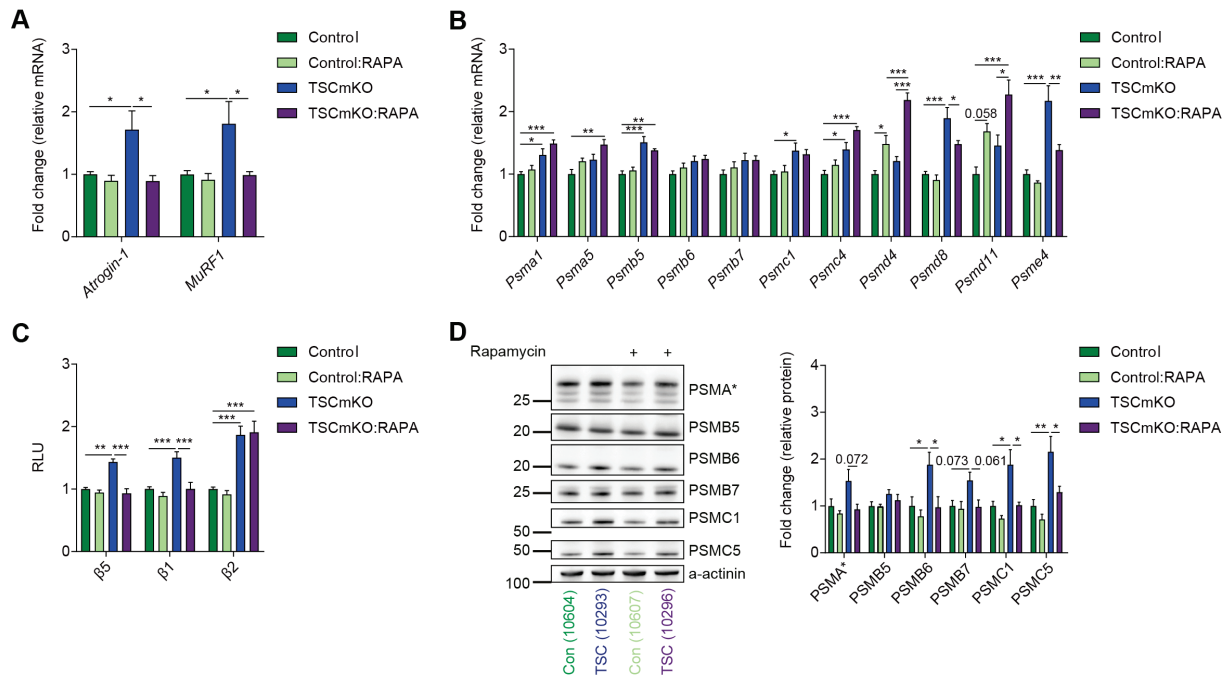 A
Fold change (relative mRNA)
3
2
1
0
* *
* *
Atrogin-1
MuRF1
Control
Control:RAPA
TSCmKO
TSCmKO:RAPA
B
Fold change (relative mRNA)
3
2
1
0
***
*
**
**
***
*
***
*
***
***
*
*** *
***
*
0.058
*** **
Psma1
Psma5
Psmb5
Psmb6
Psmb7
Psmc1
Psmc4
Psmd4
Psmd8
Psmd11
Psme4
Control
Control:RAPA
TSCmKO
TSCmKO:RAPA
C
RLU
3
2
1
0
** ***
*** ***
***
***
β5
β1
β2
Control
Control:RAPA
TSCmKO
TSCmKO:RAPA
D
Rapamycin + +
25
PSMA*
20
PSMB5
20
PSMB6
25
PSMB7
50
PSMC1
50
PSMC5
100
a-actinin
Con (10604)
TSC (10293)
Con (10607)
TSC (10296)
Fold change (relative protein)
4
2
1
0
0.072
* *
0.073
0.061
* *
** *
PSMA*
PSMB5
PSMB6
PSMB7
PSMC1
PSMC5
Control
Control:RAPA
TSCmKO
TSCmKO:RAPA